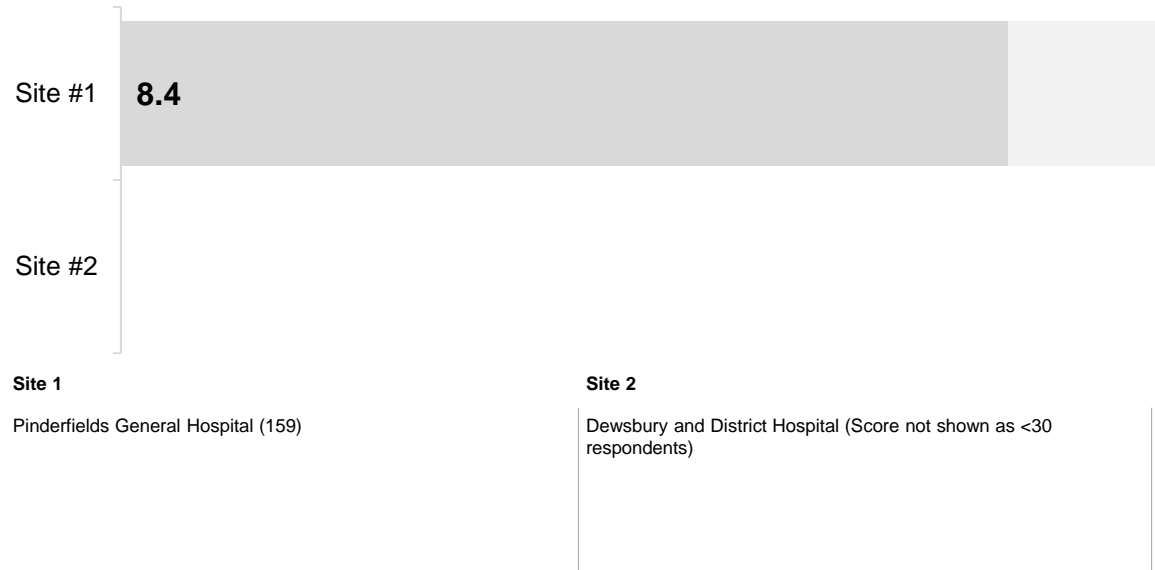 Site #1
8.4
Site #2
Site 1
Pinderfields General Hospital (159)
Site 2
Dewsbury and District Hospital (Score not shown as <30
respondents)